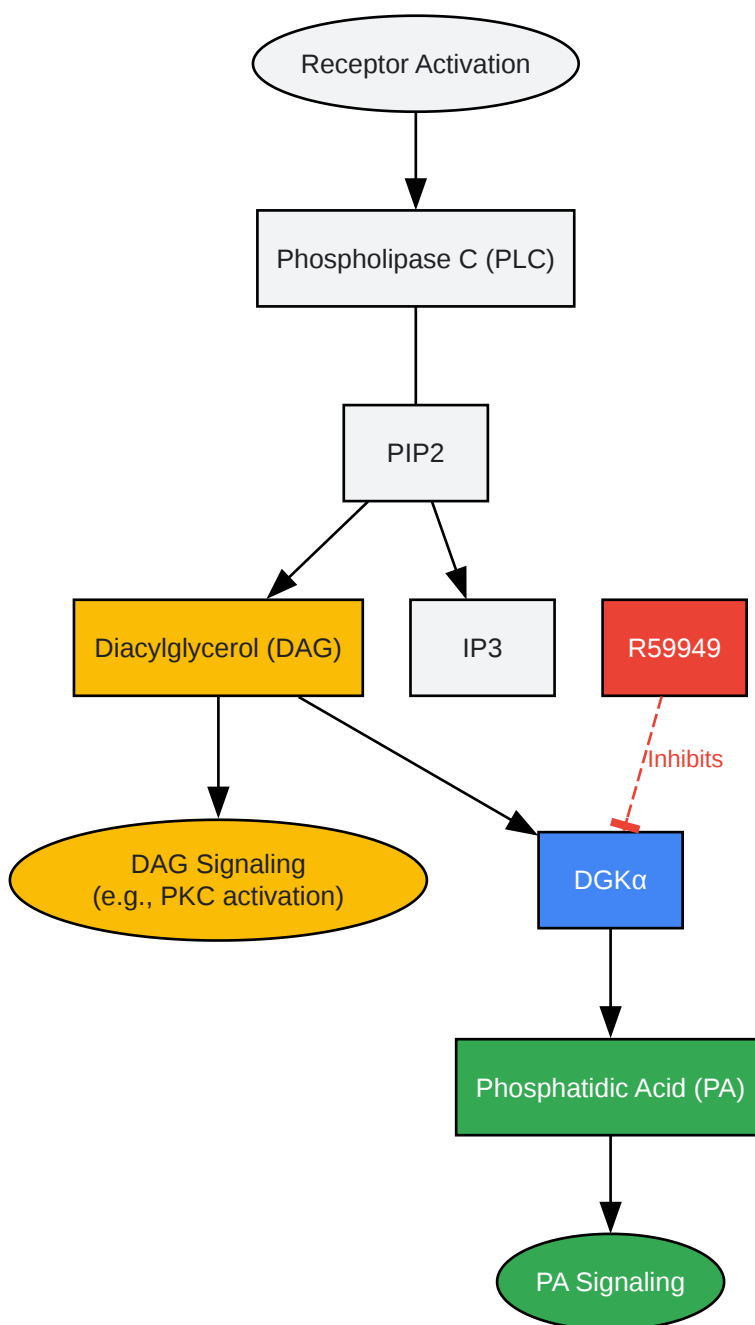 Receptor Activation
Phospholipase C (PLC)
PIP2
Diacylglycerol (DAG)
IP3
R59949
Inhibits
DAG Signaling
(e.g., PKC activation)
DGKα
Phosphatidic Acid (PA)
PA Signaling